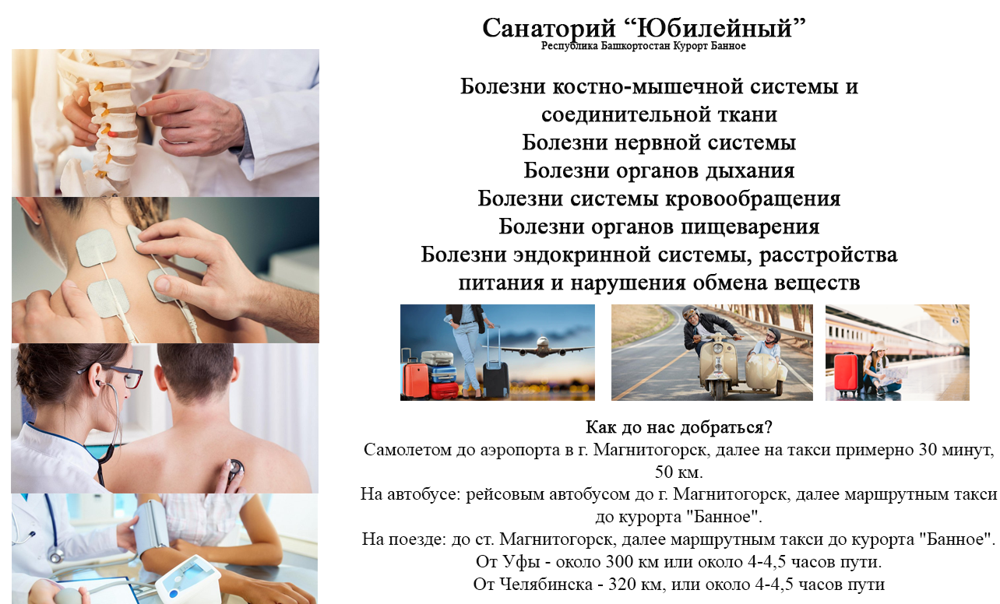 Санаторий “Юбилейный”
Республика Башкортостан Курорт Банное
Болезни костно-мышечной системы и
соединительной ткани
Болезни нервной системы
Болезни органов дыхания
Болезни системы кровообращения
Болезни органов пищеварения
Болезни эндокринной системы, расстройства
питания и нарушения обмена веществ
6
Как до нас добраться?
Самолетом до аэропорта в г. Магнитогорск, далее на такси примерно 30 минут,
50 км.
На автобусе: рейсовым автобусом до г. Магнитогорск, далее маршрутным такси
до курорта "Банное".
На поезде: до ст. Магнитогорск, далее маршрутным такси до курорта "Банное".
От Уфы - около 300 км или около 4-4,5 часов пути.
От Челябинска - 320 км, или около 4-4,5 часов пути